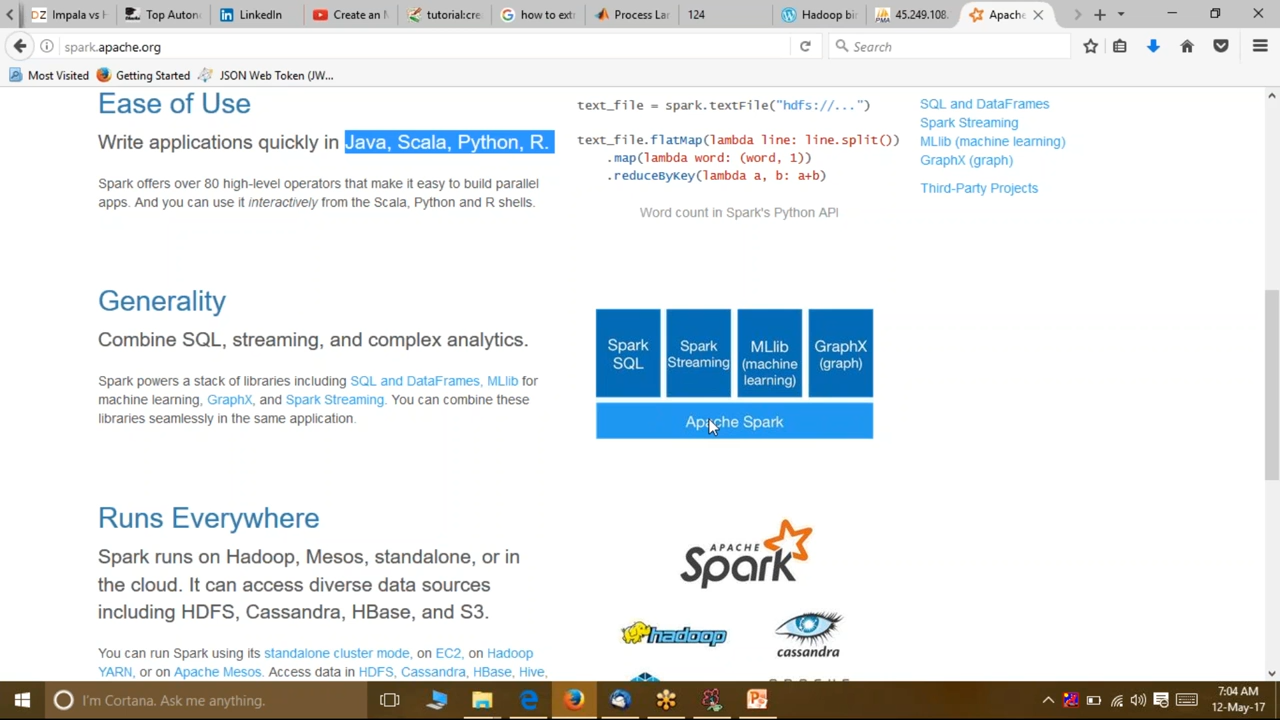 Impala vs H
Top Auton
LinkedIn
Create an M
tutorial:cre
how to ext
Process Lar
124
Hadoop bi
45.249.108.
Apache
spark.apache.org
Search
Most Visited
Getting Started
JSON Web Token (JW...
Ease of Use
Write applications quickly in Java, Scala, Python, R.
Spark offers over 80 high-level operators that make it easy to build parallel
apps. And you can use it interactively from the Scala, Python and R shells.
text_file = spark.textFile("hdfs://...")
text_file.flatMap(lambda line: line.split())
.map(lambda word: (word, 1))
.reduceByKey(lambda a, b: a+b)
Word count in Spark's Python API
SQL and DataFrames
Spark Streaming
MLlib (machine learning)
GraphX (graph)
Third-Party Projects
Generality
Combine SQL, streaming, and complex analytics.
Spark powers a stack of libraries including SQL and DataFrames, MLlib for
machine learning, GraphX, and Spark Streaming. You can combine these
libraries seamlessly in the same application.
Spark
SQL
Spark
Streaming
MLlib
(machine
learning)
GraphX
(graph)
Apache Spark
Runs Everywhere
Spark runs on Hadoop, Mesos, standalone, or in
the cloud. It can access diverse data sources
including HDFS, Cassandra, HBase, and S3.
You can run Spark using its standalone cluster mode, on EC2, on Hadoop
YARN, or on Apache Mesos. Access data in HDFS, Cassandra, HBase, Hive,
APACHE
Spark
hadoop
cassandra
I'm Cortana. Ask me anything.
7:04 AM
12-May-17